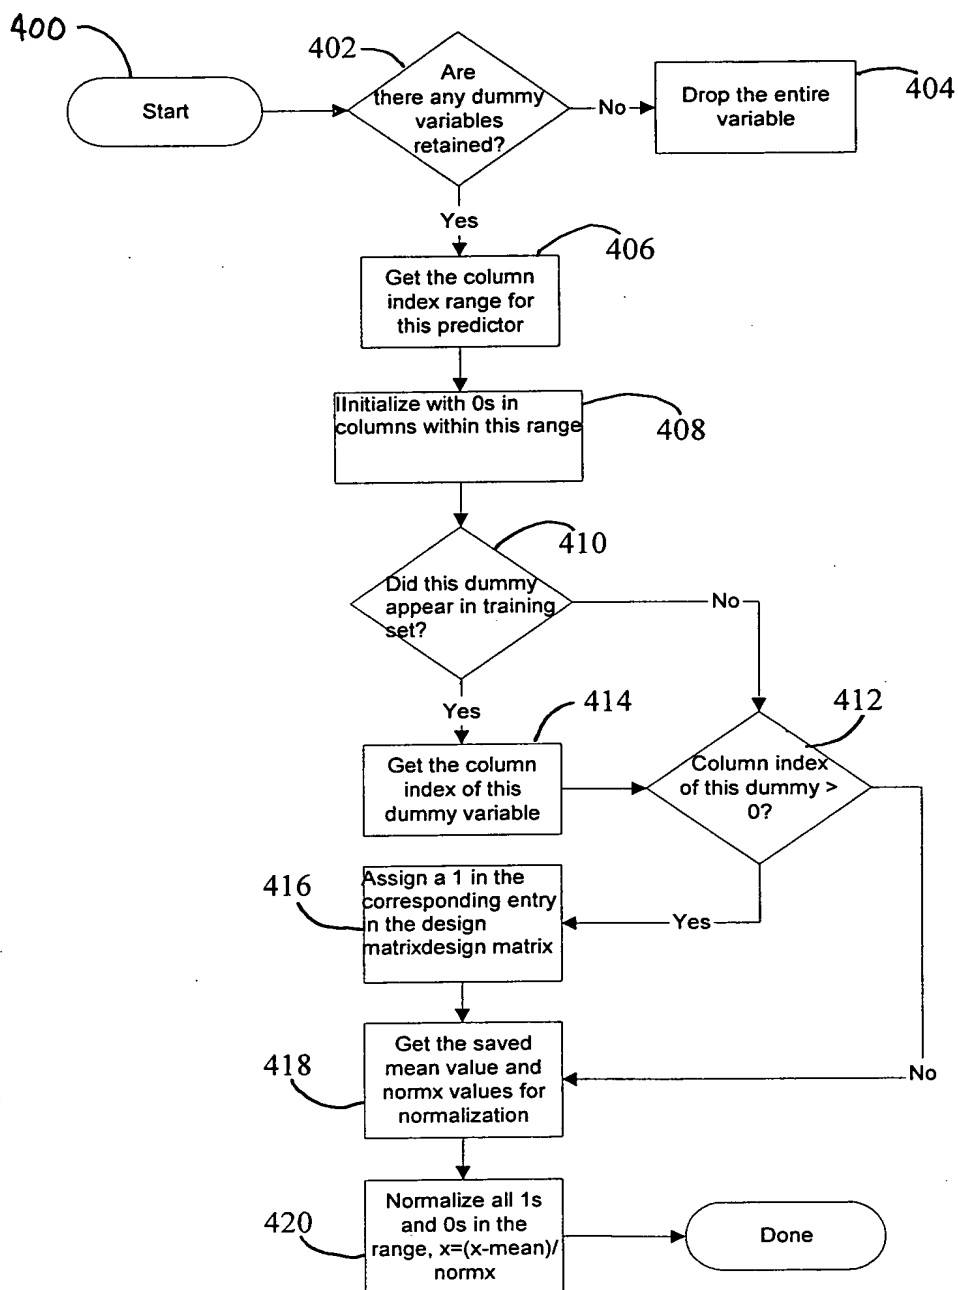 400
Start
402
Are
there any dummy
variables
retained?
No
Drop the entire
variable
404
Yes
Get the column
index range for
this predictor
406
IInitialize with 0s in
columns within this range
408
Did this dummy
appear in training
set?
410
No
Yes
414
412
Get the column
index of this
dummy variable
Column index
of this dummy >
0?
416
Assign a 1 in the
corresponding entry
in the design
matrixdesign matrix
Yes
418
Get the saved
mean value and
normx values for
normalization
No
420
Normalize all 1s
and 0s in the
range, x=(x-mean)/
normx
Done